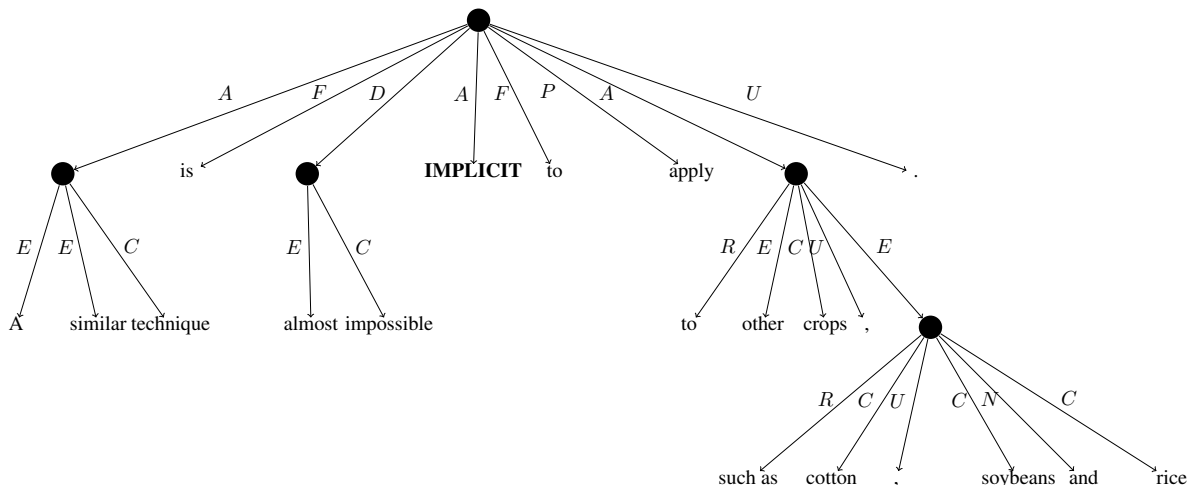 A F D A F P A U
is IMPLICIT to apply .
E E C E C R E C U E
A similar technique almost impossible to other crops ,
R C U C N C
such as cotton , soybeans and rice